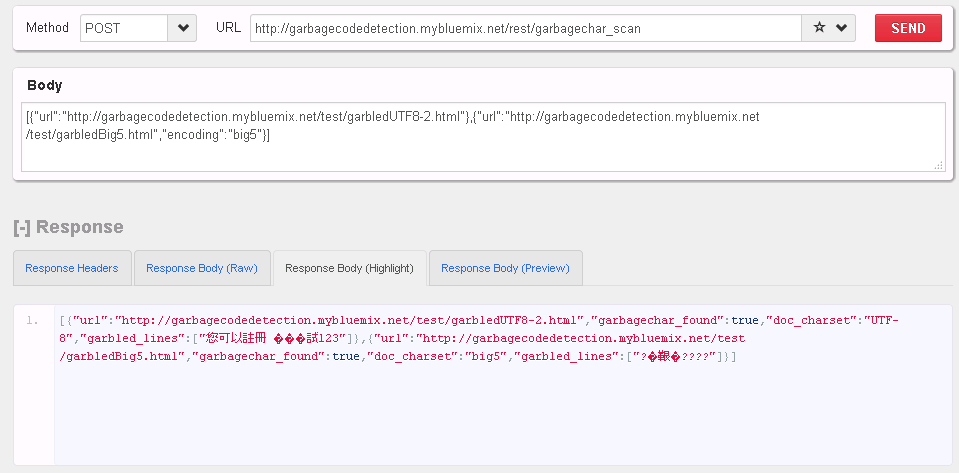 Method POST URL http://garbagecodedetection.mybluemix.net/rest/garbagechar_scan SEND
Body
[{"url":"http://garbagecodedetection.mybluemix.net/test/garbledUTF8-2.html"},{"url":"http://garbagecodedetection.mybluemix.net
/test/garbledBig5.html","encoding":"big5"}]
[-] Response
Response Headers Response Body (Raw) Response Body (Highlight) Response Body (Preview)
1. [{"url":"http://garbagecodedetection.mybluemix.net/test/garbledUTF8-2.html","garbagechar_found":true,"doc_charset":"UTF-
8","garbled_lines":["您可以註冊 ���試123"]},{"url":"http://garbagecodedetection.mybluemix.net/test
/garbledBig5.html","garbagechar_found":true,"doc_charset":"big5","garbled_lines":["?�覲�????"]}]